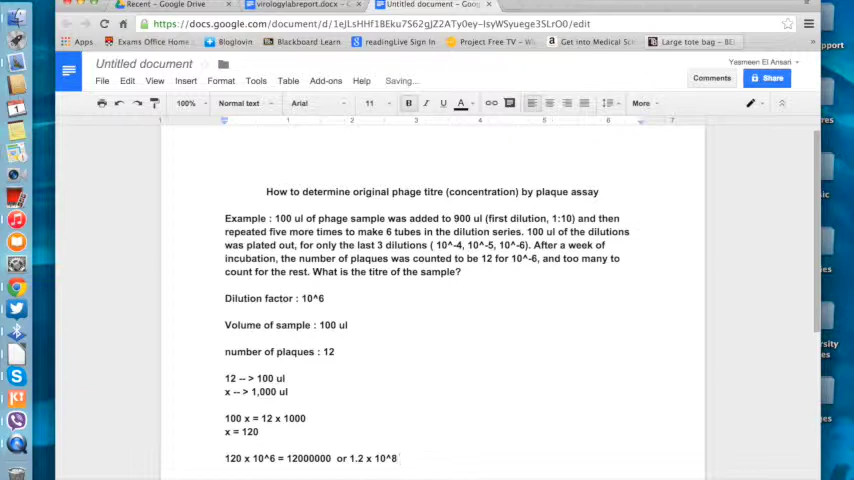 Recent – Google Drive
virologylabreport.docx -
Untitled document – Goo
https://docs.google.com/document/d/1eJLsHHf1BEku7S62gJZ2ATy0ey-IsyWSyuege3SLrO0/edit
Apps
Exams Office Home
Bloglovin
Blackboard Learn
readingLive Sign In
Project Free TV - W
Get into Medical Sc
Large tote bag – BE
Yasmeen El Ansari
Untitled document
File Edit View Insert Format Tools Table Add-ons Help Saving...
Comments
Share
100% Normal text Arial 11 B I U A More
1 1 2 3 4 5 6 7
How to determine original phage titre (concentration) by plaque assay
Example : 100 ul of phage sample was added to 900 ul (first dilution, 1:10) and then
repeated five more times to make 6 tubes in the dilution series. 100 ul of the dilutions
was plated out, for only the last 3 dilutions ( 10^-4, 10^-5, 10^-6). After a week of
incubation, the number of plaques was counted to be 12 for 10^-6, and too many to
count for the rest. What is the titre of the sample?
Dilution factor : 10^6
Volume of sample : 100 ul
number of plaques : 12
12 -- > 100 ul
x -- > 1,000 ul
100 x = 12 x 1000
x = 120
120 x 10^6 = 12000000 or 1.2 x 10^8